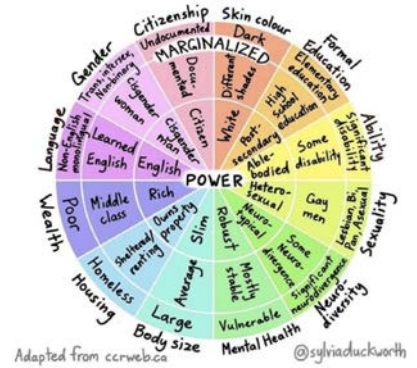 Citizenship
Undocumented
Documented
Citizen
Skin colour
Dark
Different
shades
White
Formal
Education
Elementary
education
High
school
education
Post-
secondary
Ability
Significant
disability
Some
disability
Able-
bodied
Sexuality
Lesbian, Bi,
Pan, Asexual
Gay
men
Hetero-
sexual
Neuro-
diversity
Significant
neurodivergence
Some
Neuro-
divergence
Neuro-
typical
Mental Health
Vulnerable
Mostly
stable
Robust
Body size
Large
Average
Slim
Housing
Homeless
Sheltered/
renting
Owns
property
Wealth
Poor
Middle
class
Rich
Language
Non-English
monolingual
Learned
English
English
Gender
Trans, intersex,
Nonbinary
cisgender
woman
cisgender
man
MARGINALIZED
POWER
Adapted from ccrweb.ca
@sylviaduckworth